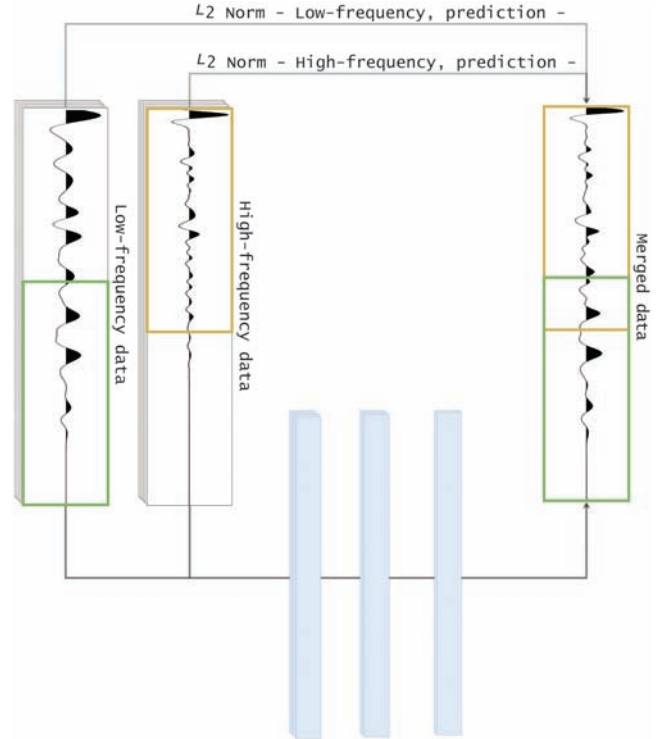 L2 Norm - Low-frequency, prediction -
L2 Norm - High-frequency, prediction -
Low-frequency data
High-frequency data
Merged data